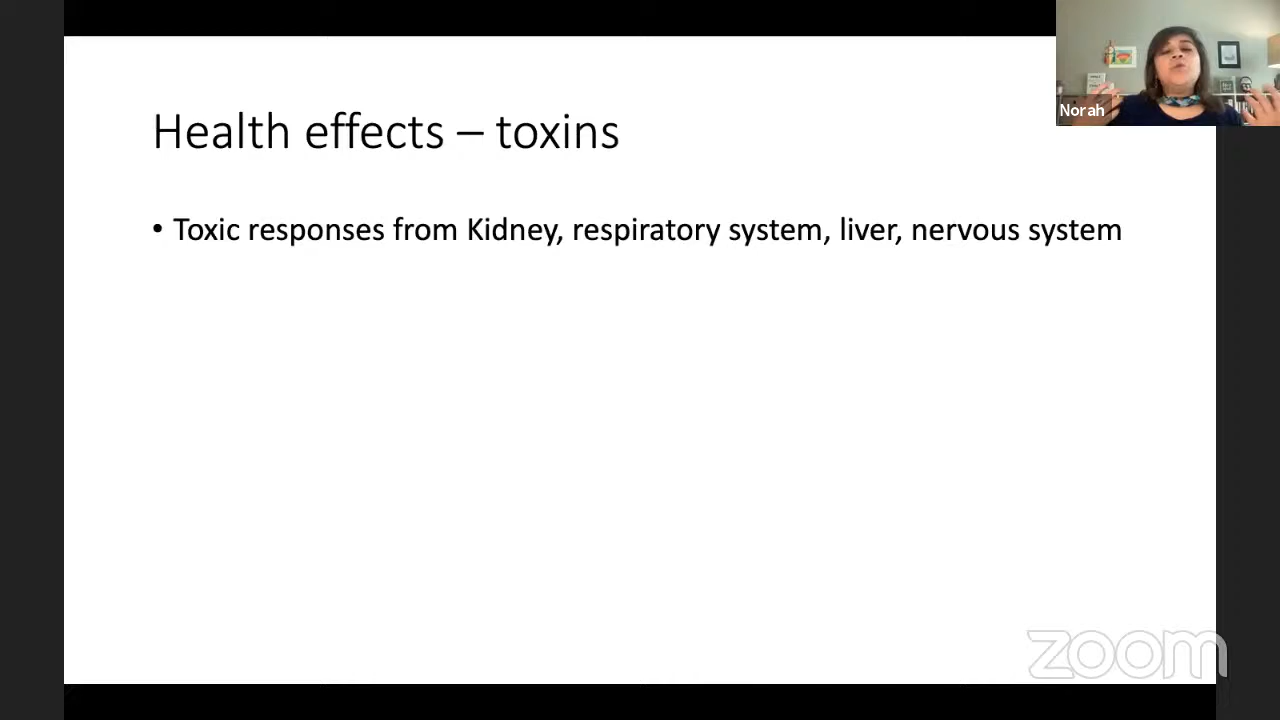 Health effects – toxins
• Toxic responses from Kidney, respiratory system, liver, nervous system
Norah
zoom